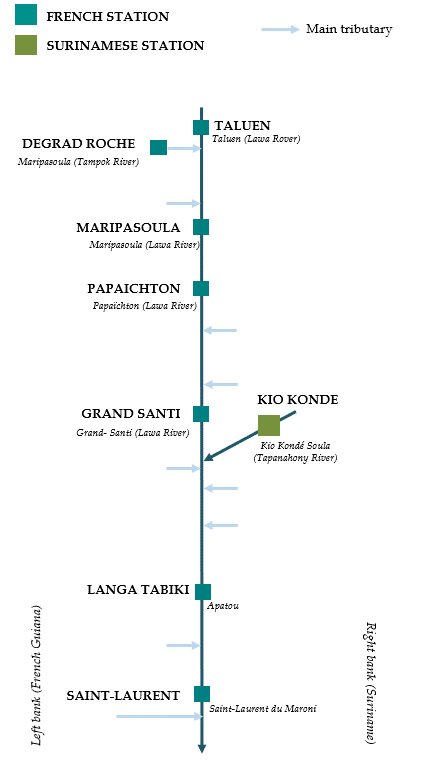 FRENCH STATION
SURINAMESE STATION
Main tributary
TALUEN
Taluen (Lawa Rover)
DEGRAD ROCHE
Maripasoula (Tampok River)
MARIPASOULA
Maripasoula (Lawa River)
PAPAÏCHTON
Papaïchton (Lawa River)
KIO KONDE
GRAND SANTI
Grand- Santi (Lawa River)
Kio Kondé Soula
(Tapanahony River)
LANGA TABIKI
Apatou
Left bank (French Guiana)
Right bank (Suriname)
SAINT-LAURENT
Saint-Laurent du Maroni